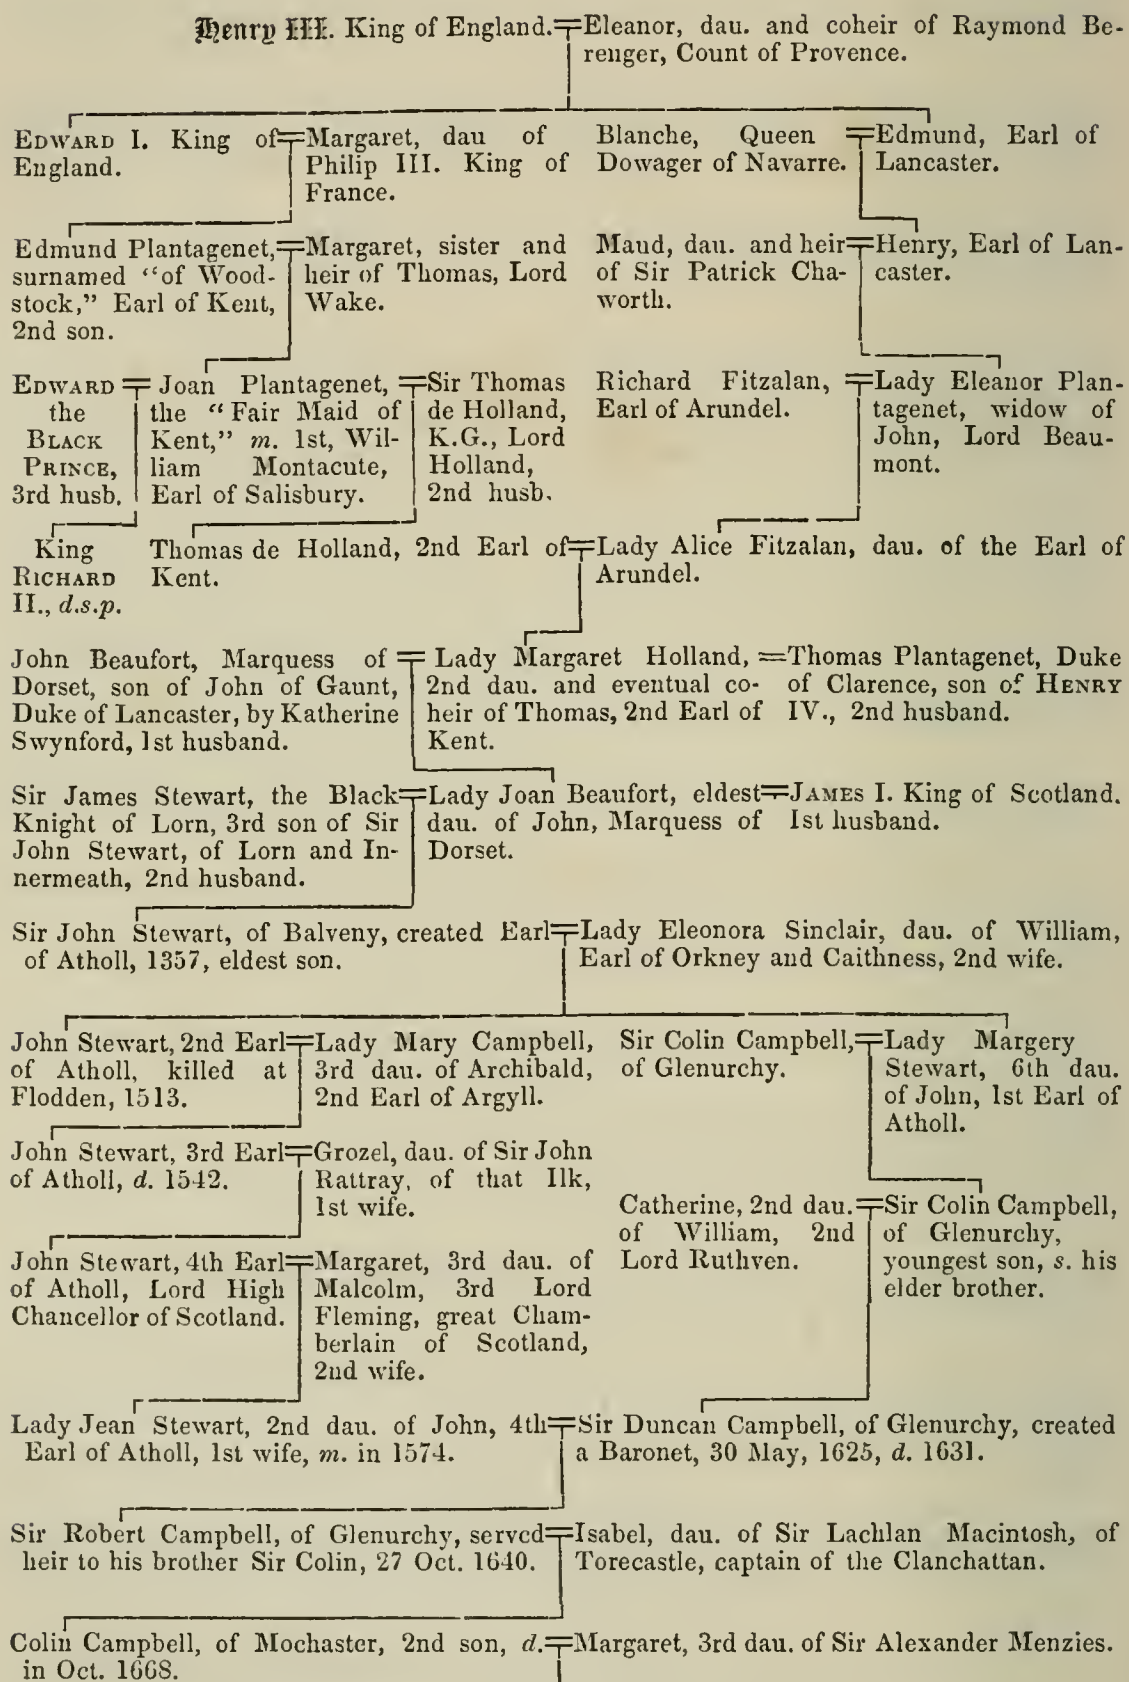 Henry III. King of England. Eleanor, dau. and coheir of Raymond Be-
renger, Count of Provence.
EDWARD I. King of
England.
Margaret, dau of
Philip III. King of
France.
Blanche, Queen
Dowager of Navarre.
Edmund, Earl of
Lancaster.
Edmund Plantagenet,
surnamed "of Wood-
stock," Earl of Kent,
2nd son.
Margaret, sister and
heir of Thomas, Lord
Wake.
Maud, dau. and heir
of Sir Patrick Cha-
worth.
Henry, Earl of Lan-
caster.
EDWARD
the
BLACK
PRINCE,
3rd husb.
Joan Plantagenet,
the "Fair Maid of
Kent," m. 1st, Wil-
liam Montacute,
Earl of Salisbury.
Sir Thomas
de Holland,
K.G., Lord
Holland,
2nd husb.
Richard Fitzalan,
Earl of Arundel.
Lady Eleanor Plan-
tagenet, widow of
John, Lord Beau-
mont.
King
RICHARD
II., d.s.p.
Thomas de Holland, 2nd Earl of
Kent.
Lady Alice Fitzalan, dau. of the Earl of
Arundel.
John Beaufort, Marquess of
Dorset, son of John of Gaunt,
Duke of Lancaster, by Katherine
Swynford, 1st husband.
Lady Margaret Holland,
2nd dau. and eventual co-
heir of Thomas, 2nd Earl of
Kent.
Thomas Plantagenet, Duke
of Clarence, son of HENRY
IV., 2nd husband.
Sir James Stewart, the Black
Knight of Lorn, 3rd son of Sir
John Stewart, of Lorn and In-
nermeath, 2nd husband.
Lady Joan Beaufort, eldest
dau. of John, Marquess of
Dorset.
JAMES I. King of Scotland.
1st husband.
Sir John Stewart, of Balveny, created Earl
of Atholl, 1357, eldest son.
Lady Eleonora Sinclair, dau. of William,
Earl of Orkney and Caithness, 2nd wife.
John Stewart, 2nd Earl
of Atholl, killed at
Flodden, 1513.
Lady Mary Campbell,
3rd dau. of Archibald,
2nd Earl of Argyll.
Sir Colin Campbell,
of Glenurchy.
Lady Margery
Stewart, 6th dau.
of John, 1st Earl of
Atholl.
John Stewart, 3rd Earl
of Atholl, d. 1542.
Grozel, dau. of Sir John
Rattray, of that Ilk,
1st wife.
Catherine, 2nd dau.
of William, 2nd
Lord Ruthven.
Sir Colin Campbell,
of Glenurchy,
youngest son, s. his
elder brother.
John Stewart, 4th Earl
of Atholl, Lord High
Chancellor of Scotland.
Margaret, 3rd dau. of
Malcolm, 3rd Lord
Fleming, great Cham-
berlain of Scotland,
2nd wife.
Lady Jean Stewart, 2nd dau. of John, 4th
Earl of Atholl, 1st wife, m. in 1574.
Sir Duncan Campbell, of Glenurchy, created
a Baronet, 30 May, 1625, d. 1631.
Sir Robert Campbell, of Glenurchy, served
heir to his brother Sir Colin, 27 Oct. 1640.
Isabel, dau. of Sir Lachlan Macintosh, of
Torecastle, captain of the Clanchattan.
Colin Campbell, of Mochaster, 2nd son, d.
in Oct. 1668.
Margaret, 3rd dau. of Sir Alexander Menzies.